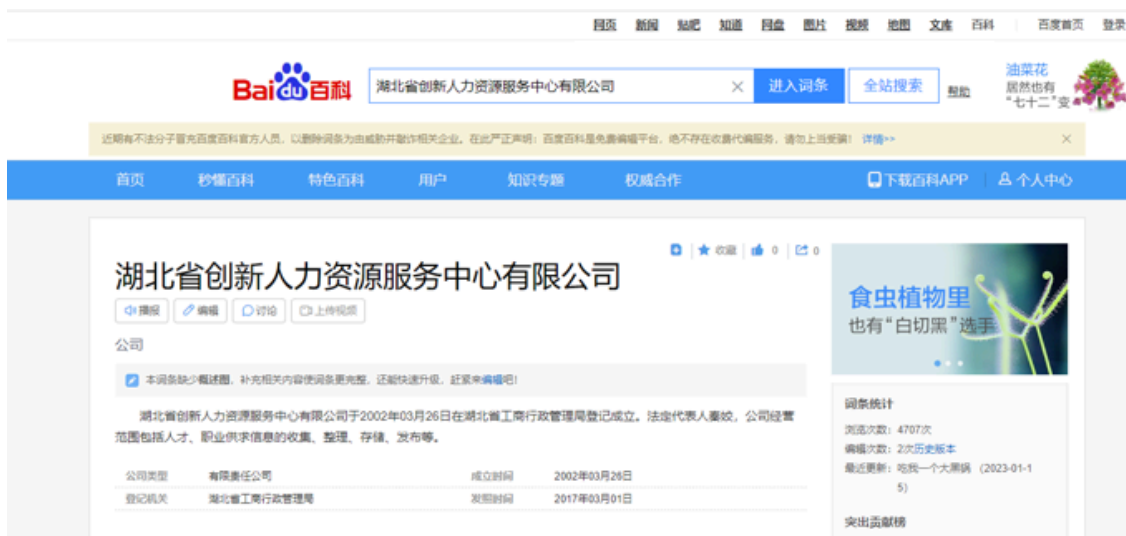 网页 新闻 贴吧 知道 网盘 图片 视频 地图 文库 百科 百度首页 登录
Bai du 百科 湖北省创新人力资源服务中心有限公司 进入词条 全站搜索 帮助
油菜花
居然也有
“七十二”变
近期有不法分子冒充百度百科官方人员，以删除词条为由威胁并敲诈相关企业。在此严正声明：百度百科是免费编辑平台，绝不存在收费代编服务，请勿上当受骗！ 详情>>
首页 秒懂百科 特色百科 用户 知识专题 权威合作 下载百科APP 个人中心
收藏 0 0
湖北省创新人力资源服务中心有限公司
播报 编辑 讨论 上传视频
公司
本词条缺少概述图，补充相关内容使词条更完整，还能快速升级，赶紧来编辑吧！
湖北省创新人力资源服务中心有限公司于2002年03月26日在湖北省工商行政管理局登记成立。法定代表人秦姣，公司经营
范围包括人才、职业供求信息的收集、整理、存储、发布等。
公司类型 有限责任公司 成立时间 2002年03月26日
登记机关 湖北省工商行政管理局 发照时间 2017年03月01日
食虫植物里
也有“白切黑”选手
词条统计
浏览次数：4707次
编辑次数：2次历史版本
最近更新：吃我一个大黑锅 （2023-01-1
5）
突出贡献榜